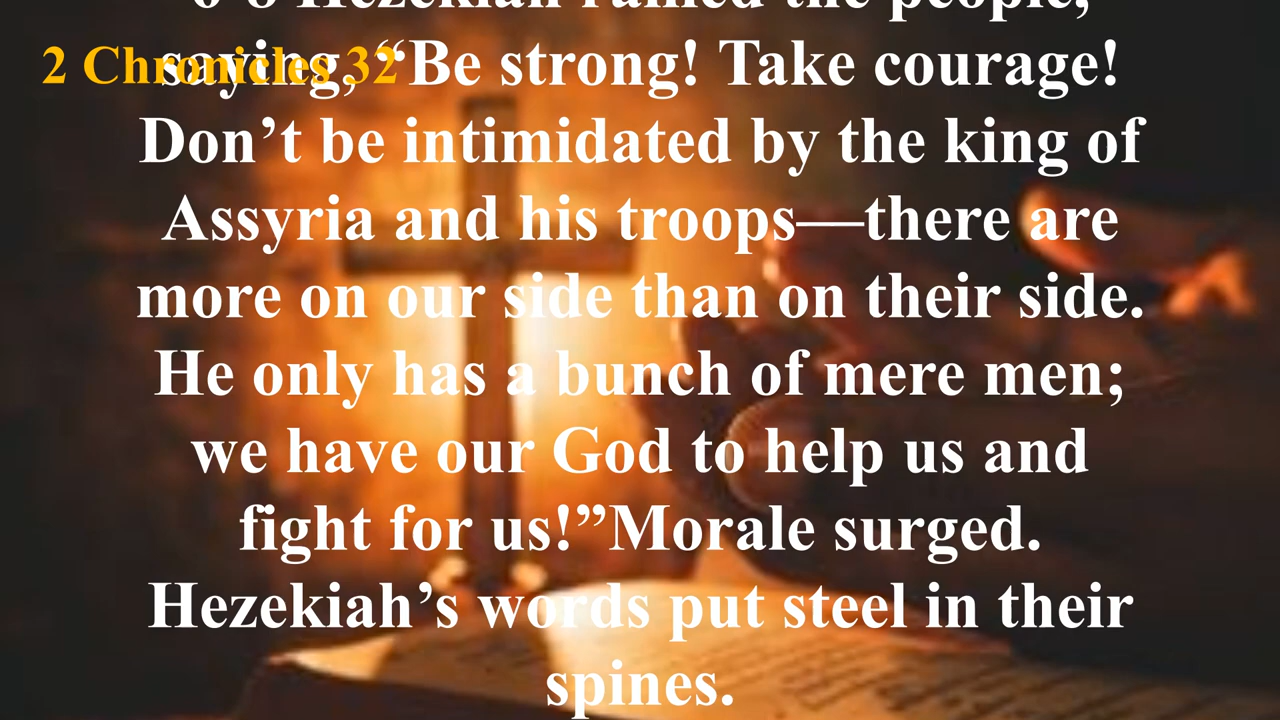 6-8 Hezekiah rallied the people,
2 Chronicles 32
saying, “Be strong! Take courage!
Don’t be intimidated by the king of
Assyria and his troops—there are
more on our side than on their side.
He only has a bunch of mere men;
we have our God to help us and
fight for us!”Morale surged.
Hezekiah’s words put steel in their
spines.